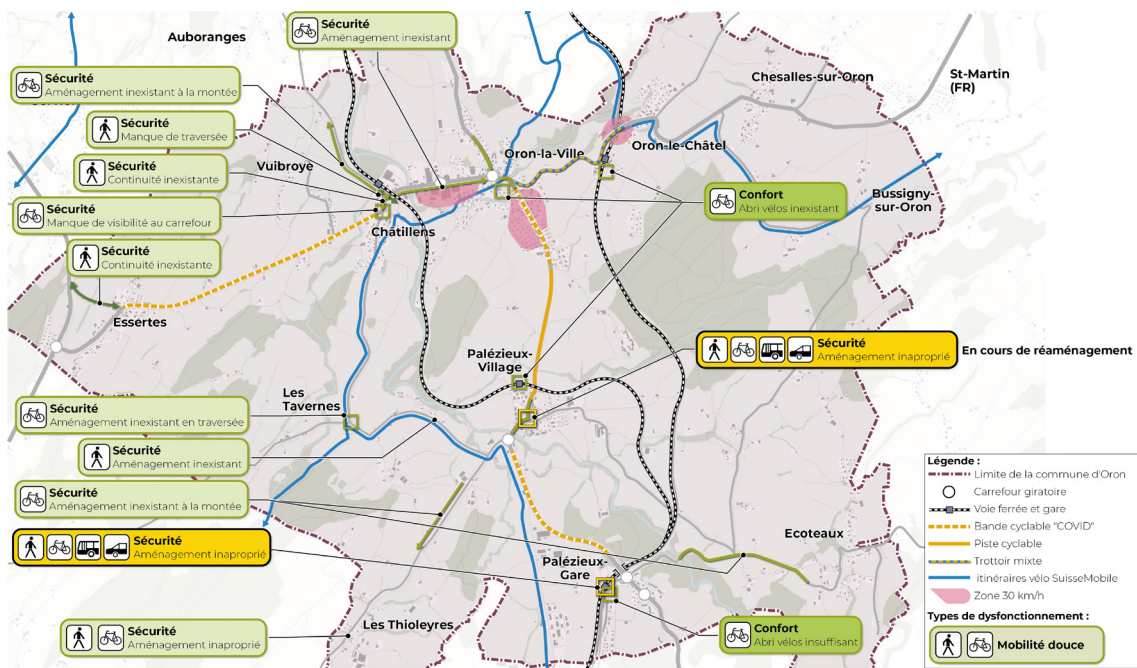 Auboranges
Sécurité
Aménagement inexistant
Sécurité
Aménagement inexistant à la montée
Chesalles-sur-Oron
St-Martin
(FR)
Sécurité
Manque de traversée
Vuibroye
Oron-la-Ville
Oron-le-Châtel
Sécurité
Continuité inexistante
Sécurité
Manque de visibilité au carrefour
Châtillens
Confort
Abri vélos inexistant
Bussigny-
sur-Oron
Sécurité
Continuité inexistante
Essertes
Sécurité
Aménagement inaproprié
En cours de réaménagement
Palézieux-
Village
Les
Tavernes
Sécurité
Aménagement inexistant en traversée
Sécurité
Aménagement inexistant
Sécurité
Aménagement inexistant à la montée
Sécurité
Aménagement inaproprié
Palézieux-
Gare
Ecoteaux
Les Thioleyres
Sécurité
Aménagement inaproprié
Confort
Abri vélos insuffisant
Légende :
Limite de la commune d'Oron
Carrefour giratoire
Voie ferrée et gare
Bande cyclable "COVID"
Piste cyclable
Trottoir mixte
itinéraires vélo SuisseMobile
Zone 30 km/h
Types de dysfonctionnement :
Mobilité douce